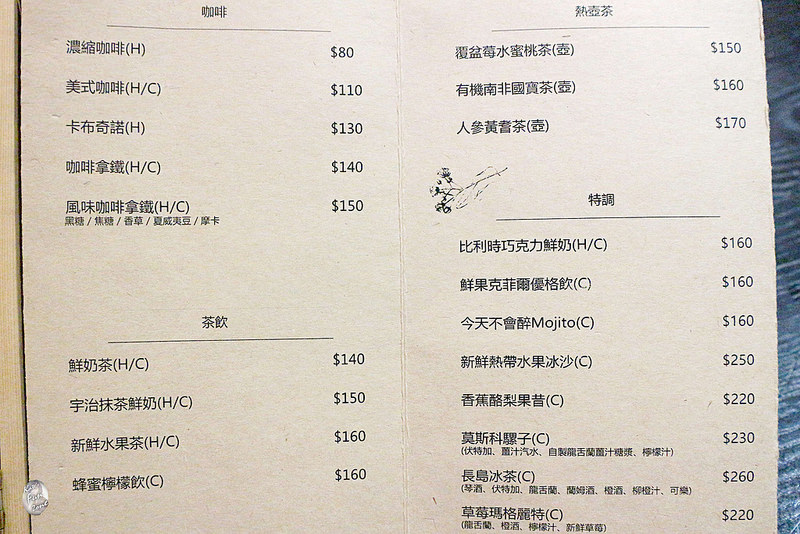 咖啡
濃縮咖啡(H) $80
美式咖啡(H/C) $110
卡布奇諾(H) $130
咖啡拿鐵(H/C) $140
風味咖啡拿鐵(H/C) $150
黑糖 / 焦糖 / 香草 / 夏威夷豆 / 摩卡
茶飲
鮮奶茶(H/C) $140
宇治抹茶鮮奶(H/C) $150
新鮮水果茶(H/C) $160
蜂蜜檸檬飲(C) $160
熱壺茶
覆盆莓水蜜桃茶(壺) $150
有機南非國寶茶(壺) $160
人參黃耆茶(壺) $170
特調
比利時巧克力鮮奶(H/C) $160
鮮果克菲爾優格飲(C) $160
今天不會醉Mojito(C) $160
新鮮熱帶水果冰沙(C) $250
香蕉酪梨果昔(C) $220
莫斯科騾子(C) $230
(伏特加、薑汁汽水、自製龍舌蘭薑汁糖漿、檸檬汁)
長島冰茶(C) $260
(琴酒、伏特加、龍舌蘭、蘭姆酒、橙酒、柳橙汁、可樂)
草莓瑪格麗特(C) $220
(龍舌蘭、橙酒、檸檬汁、新鮮草莓)